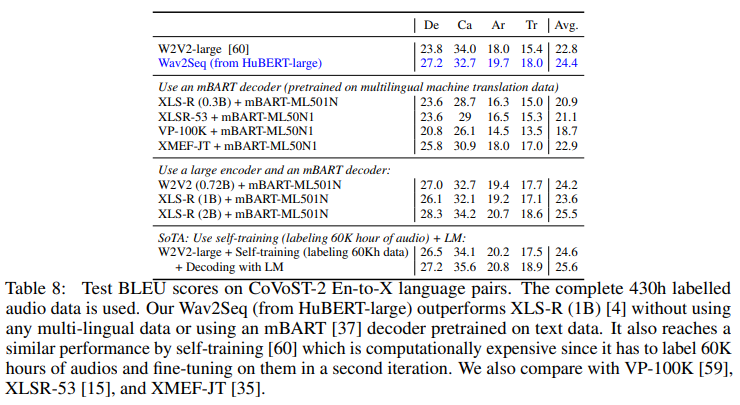 De Ca Ar Tr Avg.
W2V2-large [60] 23.8 34.0 18.0 15.4 22.8
Wav2Seq (from HuBERT-large) 27.2 32.7 19.7 18.0 24.4
Use an mBART decoder (pretrained on multilingual machine translation data)
XLS-R (0.3B) + mBART-ML501N 23.6 28.7 16.3 15.0 20.9
XLSR-53 + mBART-ML50N1 23.6 29 16.5 15.3 21.1
VP-100K + mBART-ML50N1 20.8 26.1 14.5 13.5 18.7
XMEF-JT + mBART-ML50N1 25.8 30.9 18.0 17.0 22.9
Use a large encoder and an mBART decoder:
W2V2 (0.72B) + mBART-ML501N 27.0 32.7 19.4 17.7 24.2
XLS-R (1B) + mBART-ML501N 26.1 32.1 19.2 17.1 23.6
XLS-R (2B) + mBART-ML501N 28.3 34.2 20.7 18.6 25.5
SoTA: Use self-training (labeling 60K hour of audio) + LM:
W2V2-large + Self-training (labeling 60Kh data) 26.5 34.1 20.2 17.5 24.6
+ Decoding with LM 27.2 35.6 20.8 18.9 25.6
Table 8: Test BLEU scores on CoVoST-2 En-to-X language pairs. The complete 430h labelled
audio data is used. Our Wav2Seq (from HuBERT-large) outperforms XLS-R (1B) [4] without using
any multi-lingual data or using an mBART [37] decoder pretrained on text data. It also reaches a
similar performance by self-training [60] which is computationally expensive since it has to label 60K
hours of audios and fine-tuning on them in a second iteration. We also compare with VP-100K [59],
XLSR-53 [15], and XMEF-JT [35].